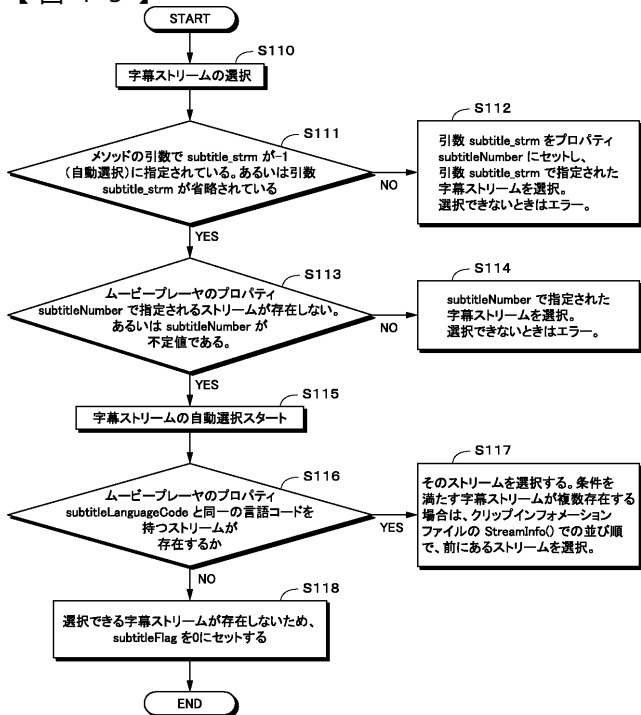 【図４５】
START
S110
字幕ストリームの選択
S111
メソッドの引数で subtitle_strm が-1
（自動選択）に指定されている。あるいは引数
subtitle_strm が省略されている
NO
YES
S112
引数 subtitle_strm をプロパティ
subtitleNumber にセットし、
引数 subtitle_strm で指定された
字幕ストリームを選択。
選択できないときはエラー。
S113
ムービープレーヤのプロパティ
subtitleNumber で指定されるストリームが存在しない。
あるいは subtitleNumber が
不定値である。
NO
YES
S114
subtitleNumber で指定された
字幕ストリームを選択。
選択できないときはエラー。
S115
字幕ストリームの自動選択スタート
S116
ムービープレーヤのプロパティ
subtitleLanguageCode と同一の言語コードを
持つストリームが
存在するか
YES
NO
S117
そのストリームを選択する。条件を
満たす字幕ストリームが複数存在する
場合は、クリップインフォメーション
ファイルの StreamInfo() での並び順
で、前にあるストリームを選択。
S118
選択できる字幕ストリームが存在しないため、
subtitleFlag を0にセットする
END